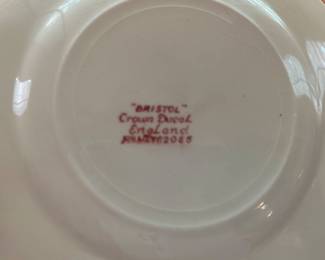 "BRISTOL"
Crown Ducal
England